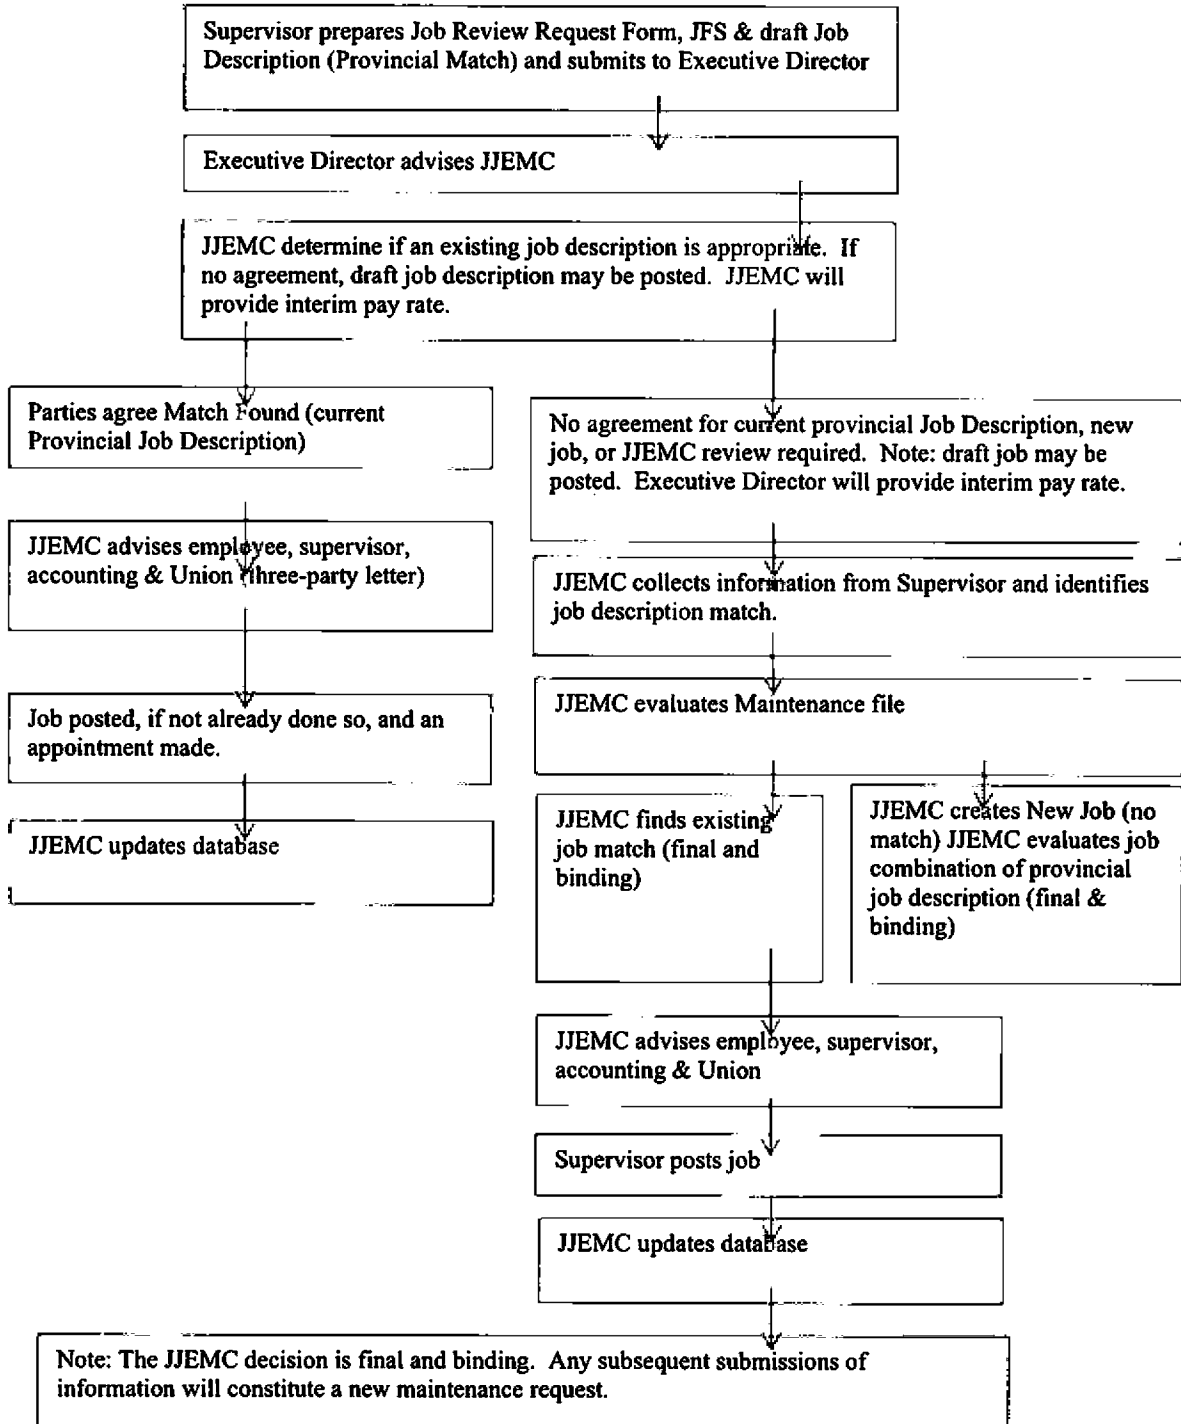 Supervisor prepares Job Review Request Form, JFS & draft Job
Description (Provincial Match) and submits to Executive Director
Executive Director advises JJEMC
JJEMC determine if an existing job description is appropriate. If
no agreement, draft job description may be posted. JJEMC will
provide interim pay rate.
Parties agree Match Found (current
Provincial Job Description)
JJEMC advises employee, supervisor,
accounting & Union (three-party letter)
Job posted, if not already done so, and an
appointment made.
JJEMC updates database
No agreement for current provincial Job Description, new
job, or JJEMC review required. Note: draft job may be
posted. Executive Director will provide interim pay rate.
JJEMC collects information from Supervisor and identifies
job description match.
JJEMC evaluates Maintenance file
JJEMC finds existing
job match (final and
binding)
JJEMC creates New Job (no
match) JJEMC evaluates job
combination of provincial
job description (final &
binding)
JJEMC advises employee, supervisor,
accounting & Union
Supervisor posts job
JJEMC updates database
Note: The JJEMC decision is final and binding. Any subsequent submissions of
information will constitute a new maintenance request.